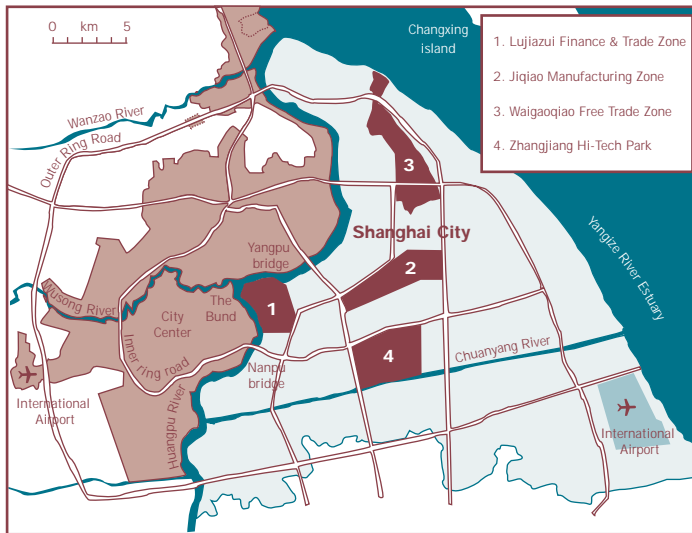 0 km 5
Changxing
island
1. Lujiazui Finance & Trade Zone
2. Jiqiao Manufacturing Zone
3. Waigaoqiao Free Trade Zone
4. Zhangjiang Hi-Tech Park
Wanzao River
Outer Ring Road
3
Shanghai City
Yangpu
bridge
2
Yangize River Estuary
Wusong River
The
Bund
City
Center
1
4
Inner ring road
Chuanyang River
Nanpu
bridge
Huangpu River
International
Airport
International
Airport